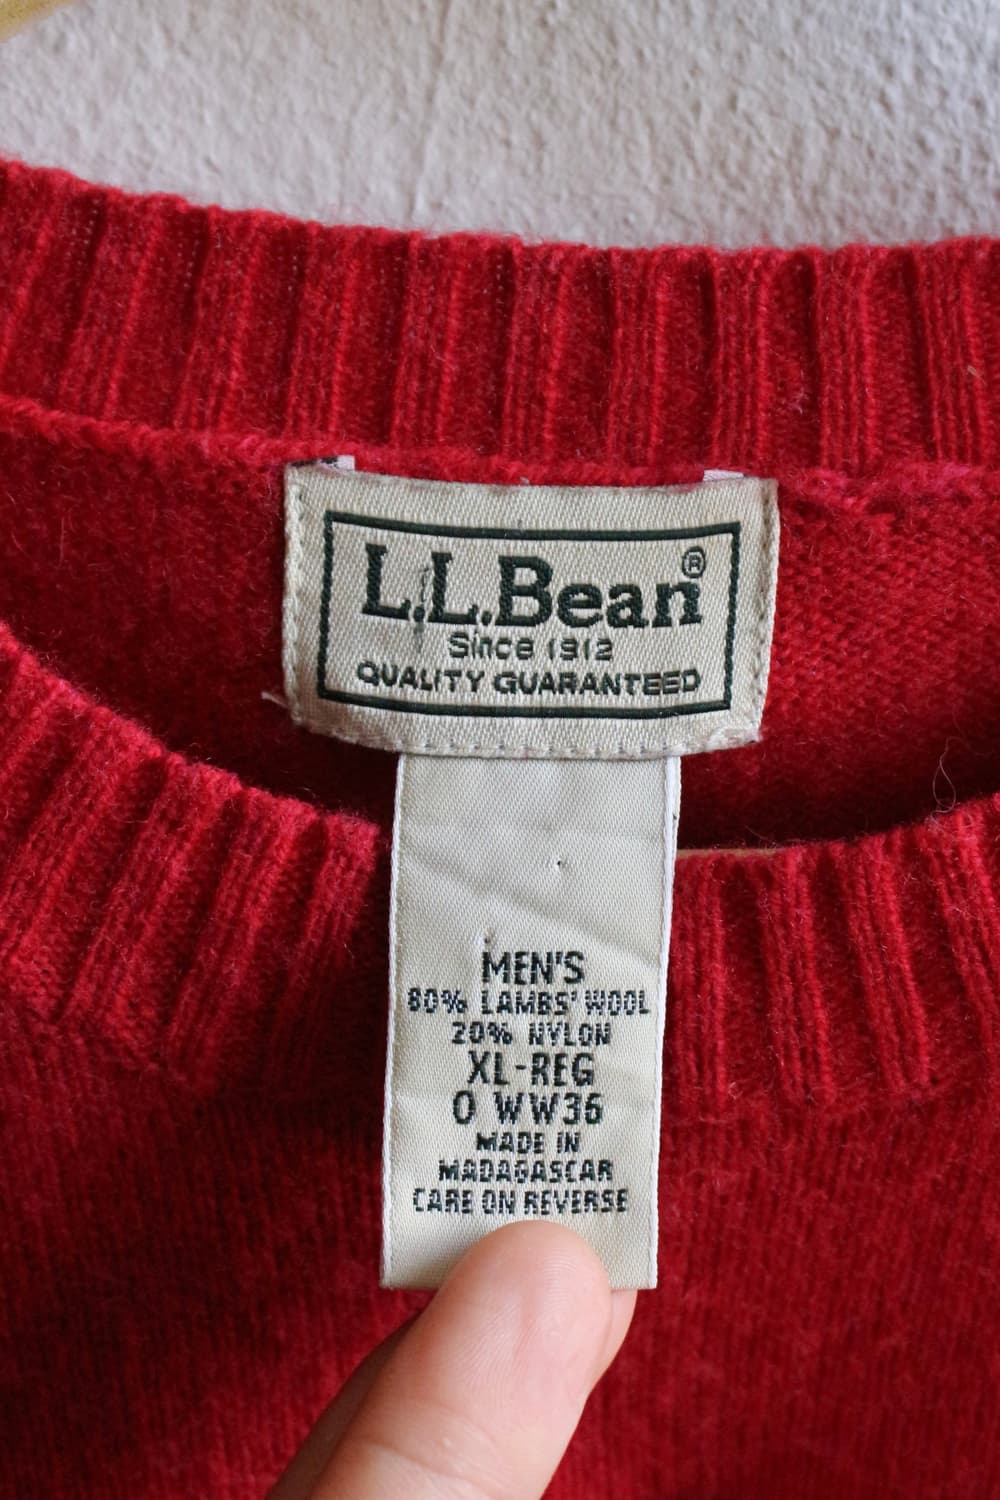 L.L.Bean®
Since 1912
QUALITY GUARANTEED
MEN'S
80% LAMBS' WOOL
20% NYLON
XL-REG
0 WW36
MADE IN
MADAGASCAR
CARE ON REVERSE